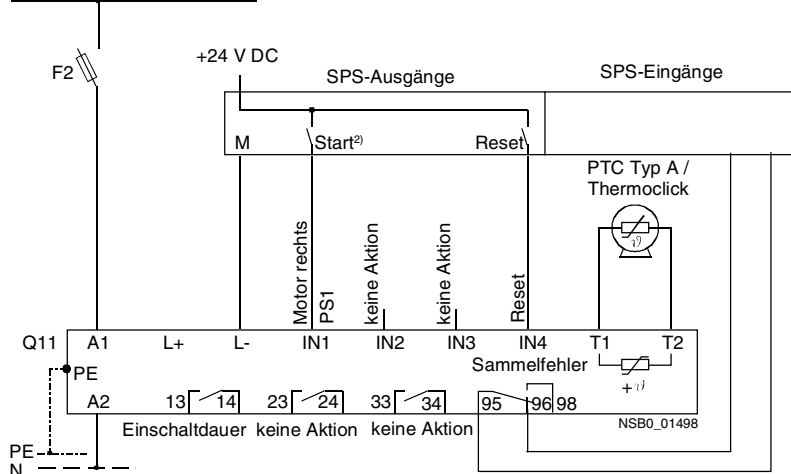 F2
+24 V DC
SPS-Ausgänge
SPS-Eingänge
M
Start²⁾
Reset
PTC Typ A /
Thermoclick
ϑ
Motor rechts
PS1
keine Aktion
keine Aktion
Reset
Q11
A1 L+ L- IN1 IN2 IN3 IN4 T1 T2
Sammelfehler
PE
+ϑ
A2 13 14 23 24 33 34 95 96 98
Einschaltdauer keine Aktion keine Aktion
NSB0_01498
PE
N